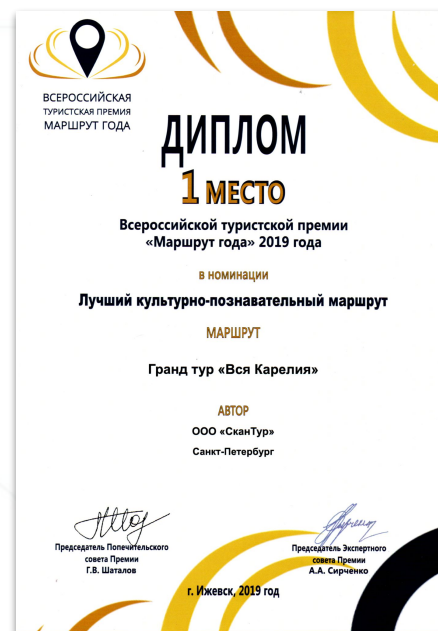 ВСЕРОССИЙСКАЯ
ТУРИСТСКАЯ ПРЕМИЯ
МАРШРУТ ГОДА
ДИПЛОМ
1 МЕСТО
Всероссийской туристской премии
«Маршрут года» 2019 года
в номинации
Лучший культурно-познавательный маршрут
МАРШРУТ
Гранд тур «Вся Карелия»
АВТОР
ООО «СканТур»
Санкт-Петербург
Председатель Попечительского
совета Премии
Г.В. Шаталов
Председатель Экспертного
совета Премии
А.А. Сирченко
г. Ижевск, 2019 год